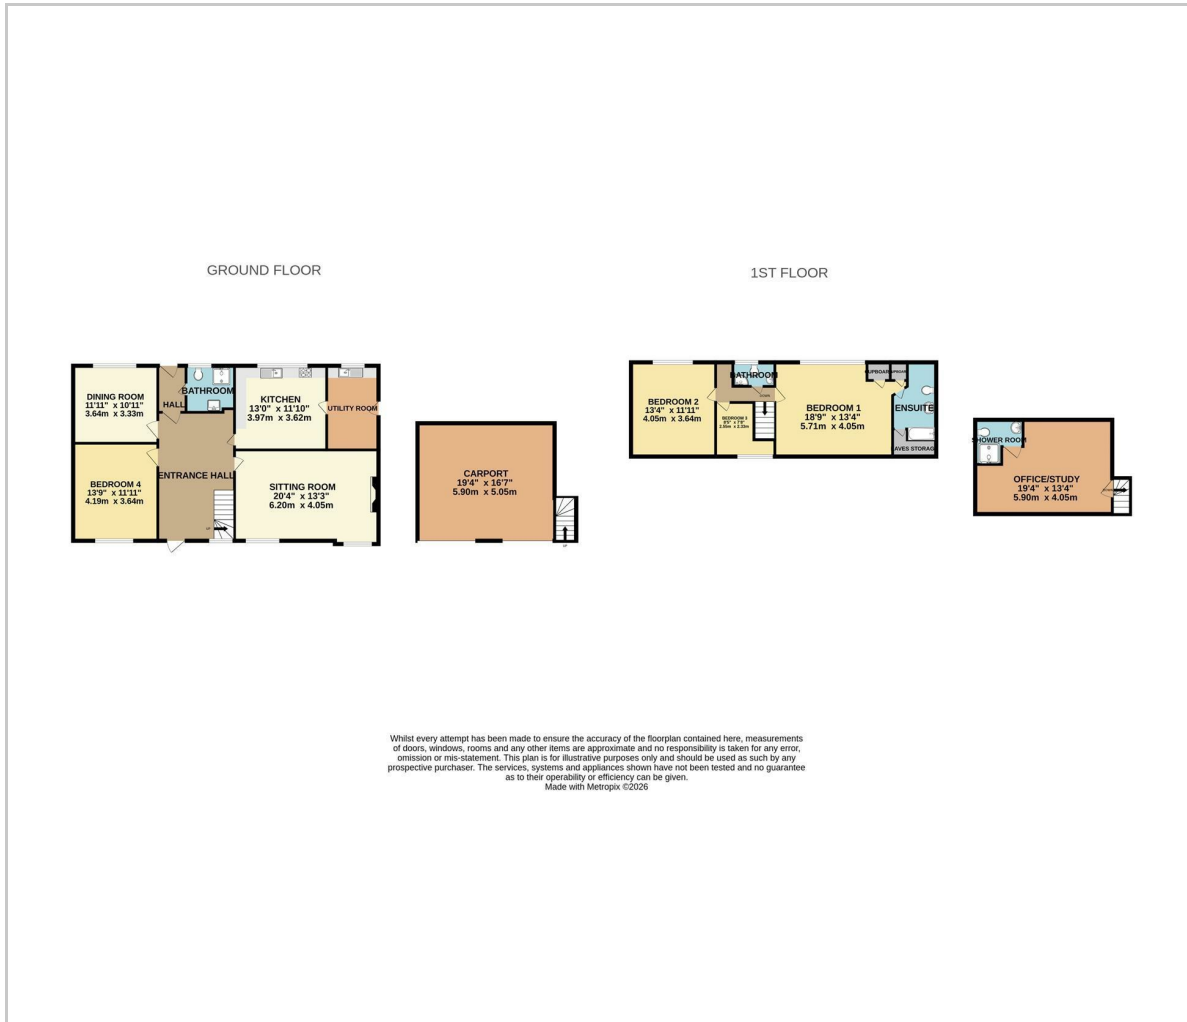 GROUND FLOOR
DINING ROOM
11'11" x 10'11"
3.64m x 3.33m
HALL
BATHROOM
KITCHEN
13'0" x 11'10"
3.97m x 3.62m
UTILITY ROOM
BEDROOM 4
13'9" x 11'11"
4.19m x 3.64m
ENTRANCE HALL
UP
SITTING ROOM
20'4" x 13'3"
6.20m x 4.05m
CARPORT
19'4" x 16'7"
5.90m x 5.05m
UP
1ST FLOOR
BEDROOM 2
13'4" x 11'11"
4.05m x 3.64m
BATHROOM
DOWN
BEDROOM 3
BEDROOM 1
18'9" x 13'4"
5.71m x 4.05m
CUPBOARD
ENSUITE
EAVES STORAGE
SHOWER ROOM
OFFICE/STUDY
19'4" x 13'4"
5.90m x 4.05m
Whilst every attempt has been made to ensure the accuracy of the floorplan contained here, measurements
of doors, windows, rooms and any other items are approximate and no responsibility is taken for any error,
omission or mis-statement. This plan is for illustrative purposes only and should be used as such by any
prospective purchaser. The services, systems and appliances shown have not been tested and no guarantee
as to their operability or efficiency can be given.
Made with Metropix ©2026